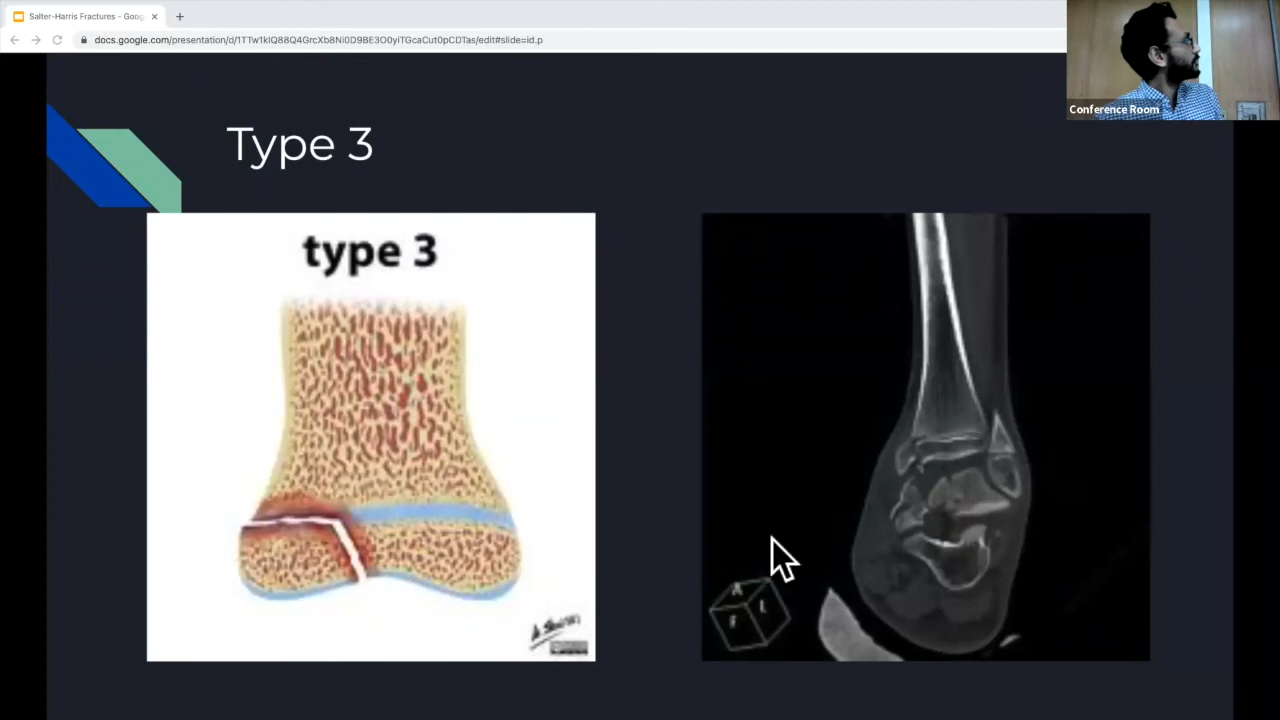 Salter-Harris Fractures - Goog
docs.google.com/presentation/d/1TTw1kIQ88Q4GrcXb8Ni0D9BE3O0yiTGcaCut0pCDTas/edit#slide=id.p
Conference Room
Type 3
type 3
A
F
L